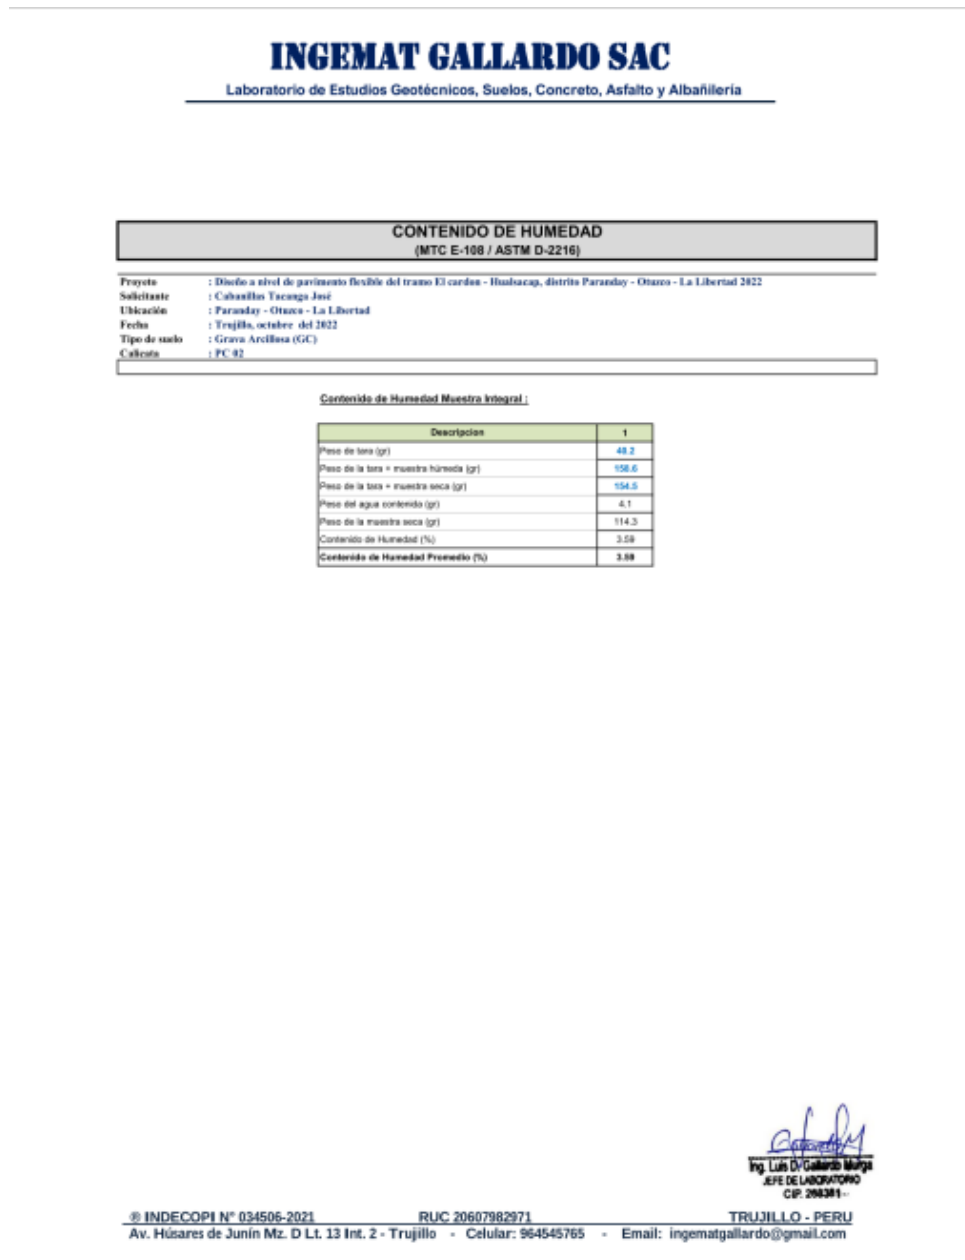 INGEMAT GALLARDO SAC
Laboratorio de Estudios Geotécnicos, Suelos, Concreto, Asfalto y Albañilería
CONTENIDO DE HUMEDAD
(MTC E-108 / ASTM D-2216)
Proyeto : Diseño a nivel de pavimento flexible del tramo El cardon - Hualsacap, distrito Paranday - Otuzco - La Libertad 2022
Solicitante : Cabanillas Tacanga José
Ubicación : Paranday - Otuzco - La Libertad
Fecha : Trujillo, octubre del 2022
Tipo de suelo : Grava Arcillosa (GC)
Calicata : PC 02
Contenido de Humedad Muestra Integral :
Descripcion 1
Peso de tara (gr) 40.2
Peso de la tara + muestra húmeda (gr) 158.6
Peso de la tara + muestra seca (gr) 154.5
Peso del agua contenida (gr) 4.1
Peso de la muestra seca (gr) 114.3
Contenido de Humedad (%) 3.59
Contenido de Humedad Promedio (%) 3.59
Ing. Luis D. Gallardo Murga
JEFE DE LABORATORIO
CIP. 268381
® INDECOPI N° 034506-2021 RUC 20607982971 TRUJILLO - PERU
Av. Húsares de Junín Mz. D Lt. 13 Int. 2 - Trujillo - Celular: 964545765 - Email: ingematgallardo@gmail.com